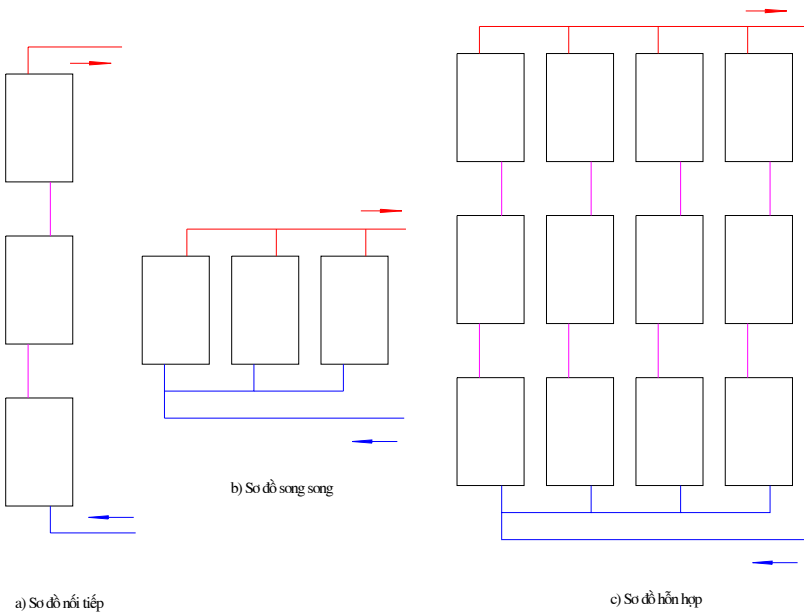 b) Sơ đồ song song
a) Sơ đồ nối tiếp
c) Sơ đồ hỗn hợp